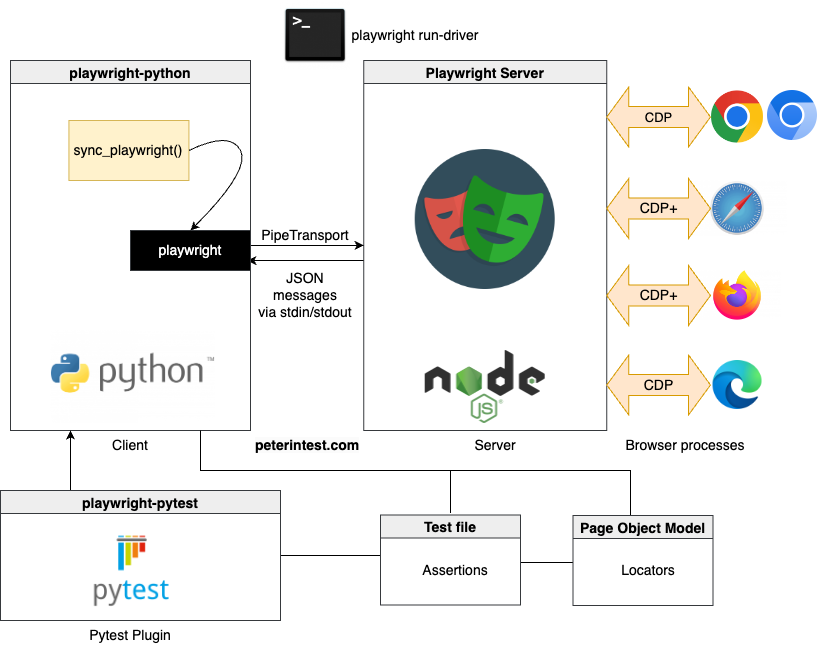 >_
playwright run-driver
playwright-python
Playwright Server
sync_playwright()
CDP
CDP+
playwright
PipeTransport
JSON
messages
via stdin/stdout
CDP+
python™
node
JS
®
CDP
Client
peterintest.com
Server
Browser processes
playwright-pytest
pytest
Pytest Plugin
Test file
Assertions
Page Object Model
Locators